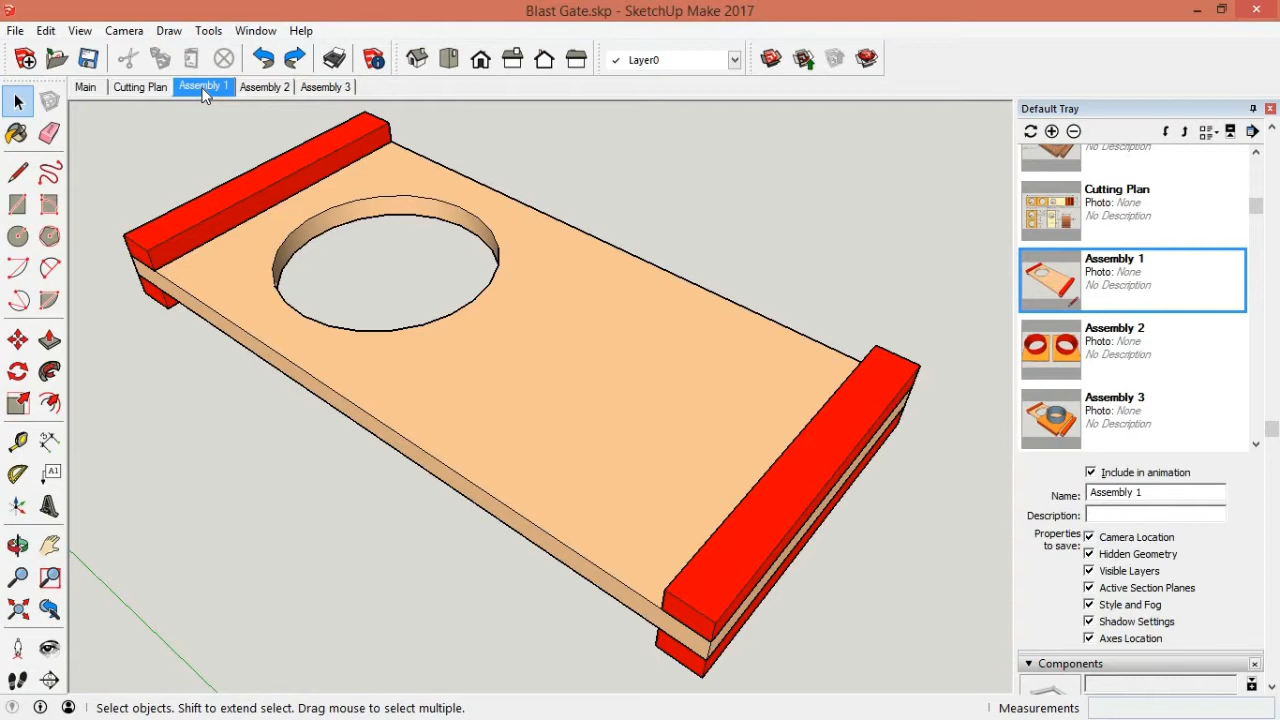 Blast Gate.skp - SketchUp Make 2017
File Edit View Camera Draw Tools Window Help
Layer0
Main Cutting Plan Assembly 1 Assembly 2 Assembly 3
Default Tray
No Description
Cutting Plan
Photo: None
No Description
Assembly 1
Photo: None
No Description
Assembly 2
Photo: None
No Description
Assembly 3
Photo: None
No Description
Include in animation
Name: Assembly 1
Description:
Properties to save:
Camera Location
Hidden Geometry
Visible Layers
Active Section Planes
Style and Fog
Shadow Settings
Axes Location
Components
A1
Select objects. Shift to extend select. Drag mouse to select multiple.
Measurements